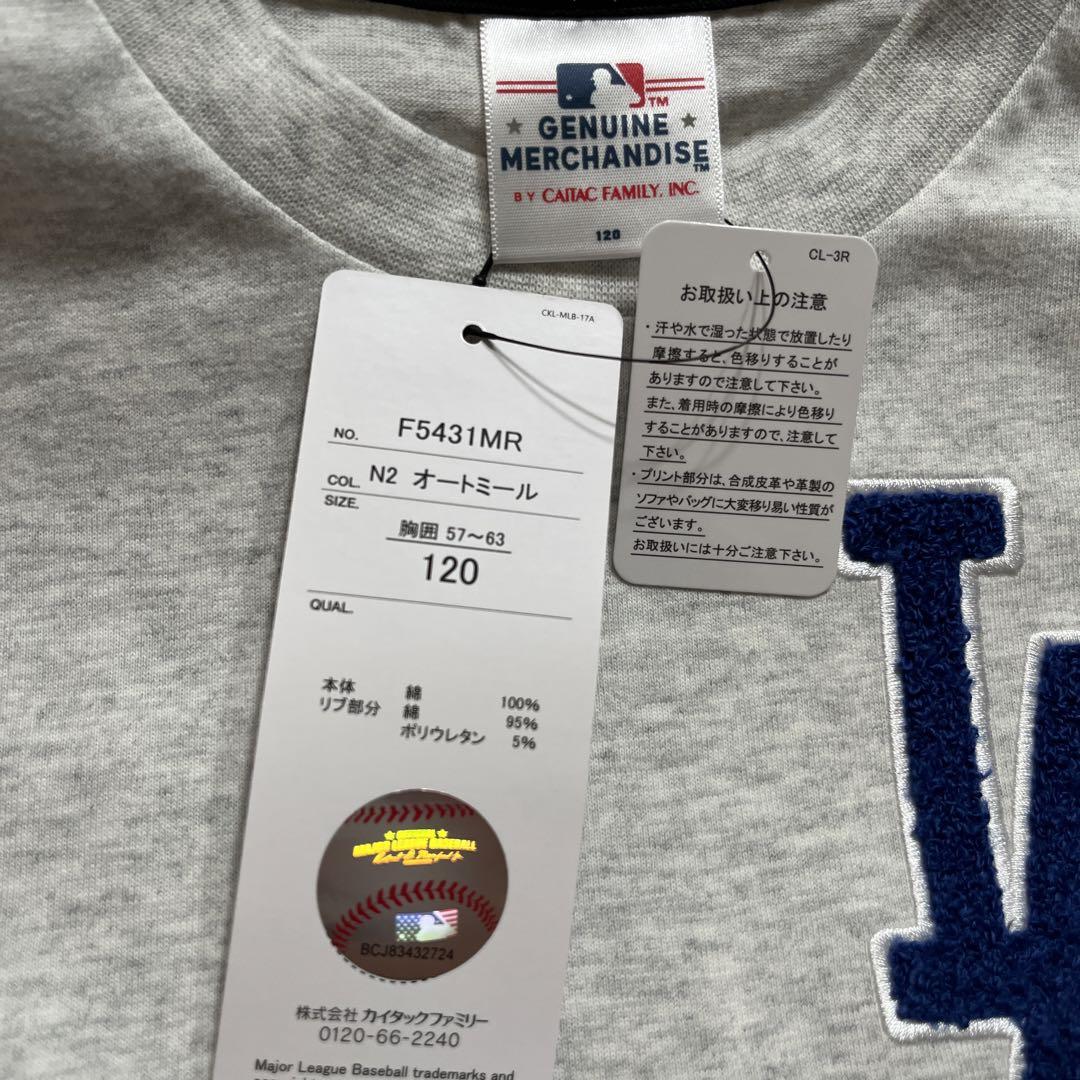 TM
GENUINE
MERCHANDISE
TM
BY CAITAC FAMILY, INC.
120
CL-3R
お取扱い上の注意
・汗や水で湿った状態で放置したり
摩擦すると、色移りすることが
ありますので注意して下さい。
また、着用時の摩擦により色移り
することがありますので、注意して
下さい。
・プリント部分は、合成皮革や革製の
ソファやバッグに大変移り易い性質が
ございます。
お取扱いには十分ご注意下さい。
CKL-MLB-17A
NO. F5431MR
COL. N2 オートミール
SIZE.
胸囲 57～63
120
QUAL.
本体 綿 100%
リブ部分 綿 95%
ポリウレタン 5%
GENUINE
MAJOR LEAGUE BASEBALL
BCJ83432724
株式会社 カイタックファミリー
0120-66-2240
Major League Baseball trademarks and